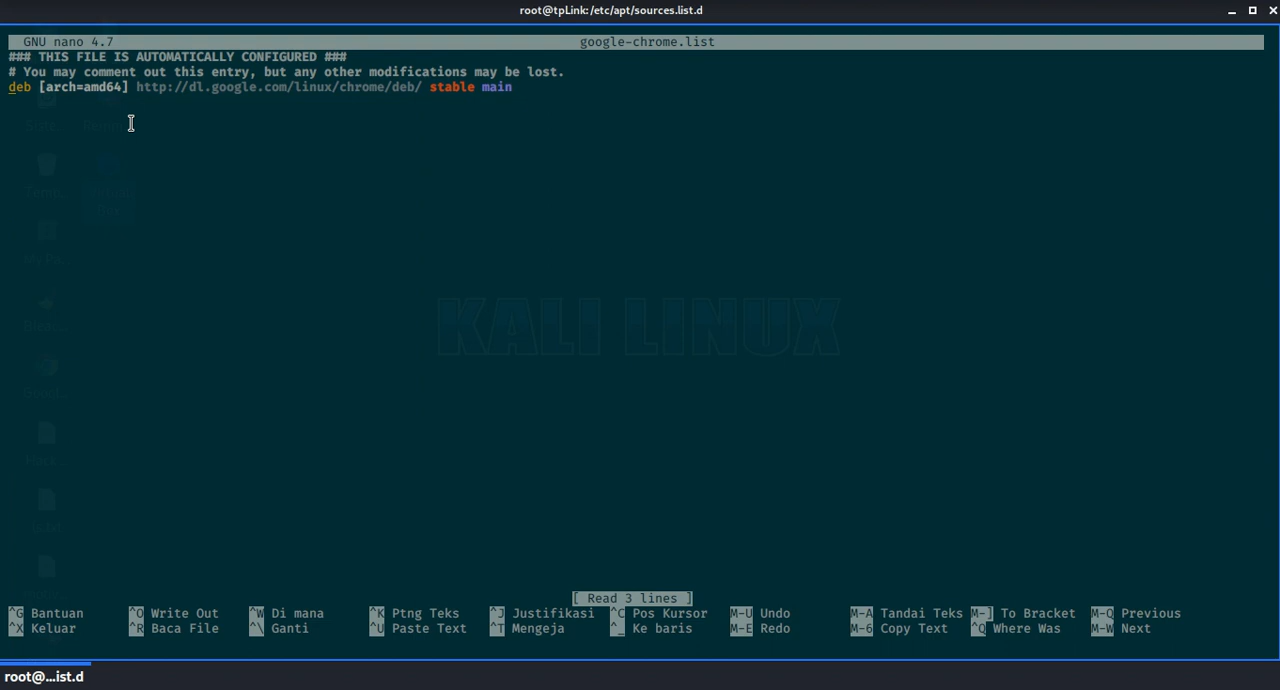 root@tpLink:/etc/apt/sources.list.d
GNU nano 4.7 google-chrome.list
### THIS FILE IS AUTOMATICALLY CONFIGURED ###
# You may comment out this entry, but any other modifications may be lost.
deb [arch=amd64] http://dl.google.com/linux/chrome/deb/ stable main
KALI LINUX
[ Read 3 lines ]
^G Bantuan ^O Write Out ^W Di mana ^K Ptng Teks ^J Justifikasi ^C Pos Kursor M-U Undo M-A Tandai Teks M-] To Bracket M-Q Previous
^X Keluar ^R Baca File ^\ Ganti ^U Paste Text ^T Mengeja ^_ Ke baris M-E Redo M-6 Copy Text ^Q Where Was M-W Next
root@...ist.d